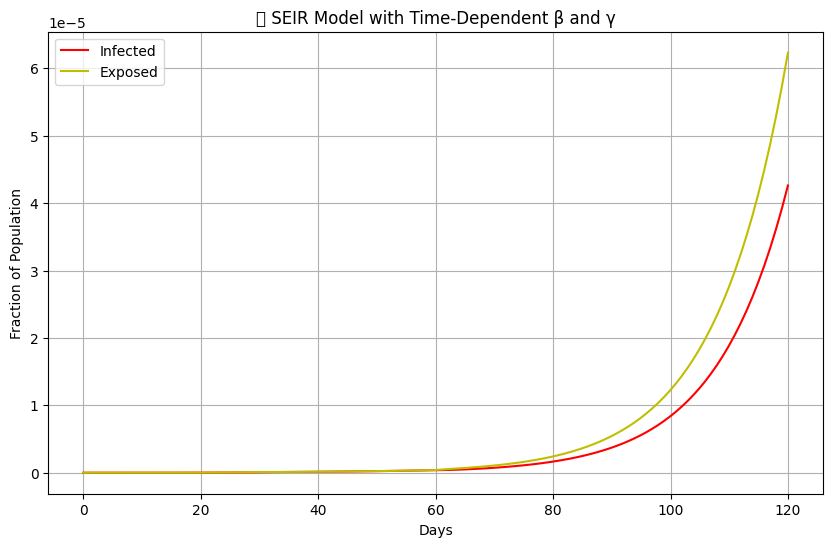 SEIR Model with Time-Dependent β and γ
1e−5
Infected
Exposed
6
5
4
3
2
1
0
Fraction of Population
0 20 40 60 80 100 120
Days